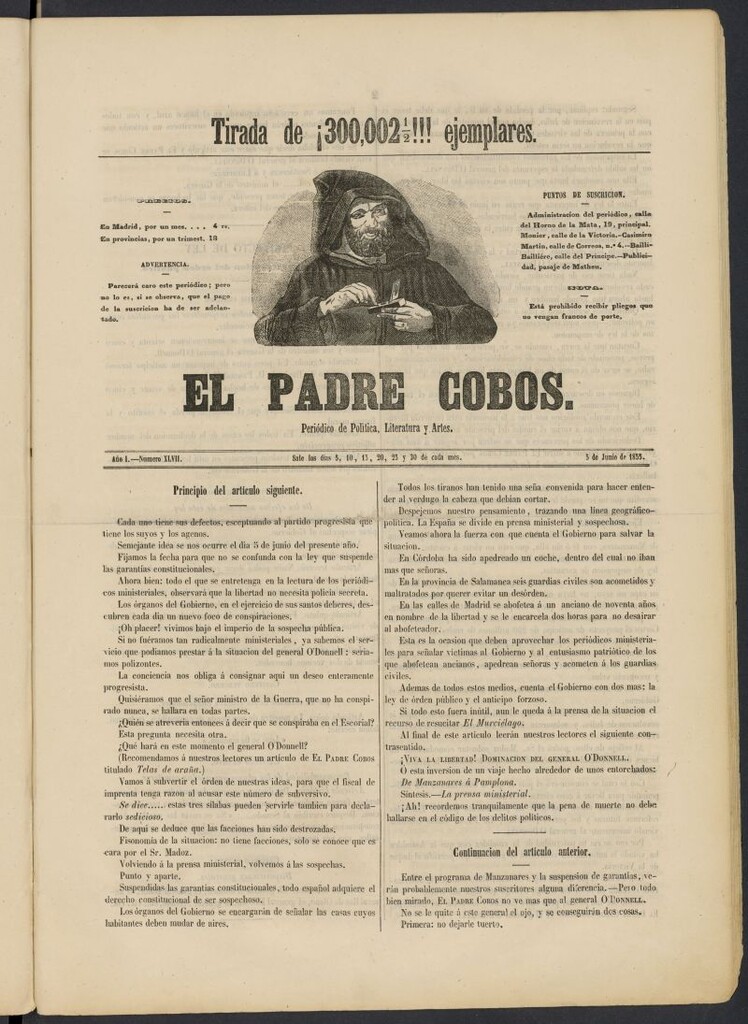 Tirada de ¡300,002½!!! ejemplares.
PRECIOS.
En Madrid, por un mes. . . . 4 rs.
En provincias, por un trimest. 18
ADVERTENCIA.
Parecerá caro este periódico; pero
no lo es, si se observa, que el pago
de la suscricion ha de ser adelan-
tado.
PUNTOS DE SUSCRICION.
Administracion del periódico, calle
del Horno de la Mata, 19, principal.
Monier, calle de la Victoria.—Casimiro
Martin, calle de Correos, n.º 4.—Bailli-
Bailliere, calle del Príncipe.—Publici-
dad, pasaje de Matheu.
NOTA.
Está prohibido recibir pliegos que
no vengan francos de porte.
EL PADRE COBOS.
Periódico de Política, Literatura y Artes.
Año I.—Numero XLVII.
Sale los dias 5, 10, 15, 20, 25 y 30 de cada mes.
5 de Junio de 1855.
Principio del articulo siguiente.
Cada uno tiene sus defectos, esceptuando al partido progresista que
tiene los suyos y los agenos.
Semejante idea se nos ocurre el dia 5 de junio del presente año.
Fijamos la fecha para que no se confunda con la ley que suspende
las garantías constitucionales.
Ahora bien: todo el que se entretenga en la lectura de los periódi-
cos ministeriales, observará que la libertad no necesita policía secreta.
Los órganos del Gobierno, en el ejercicio de sus santos deberes, des-
cubren cada dia un nuevo foco de conspiraciones.
¡Oh placer! vivimos bajo el imperio de la sospecha pública.
Si no fuéramos tan radicalmente ministeriales, ya sabemos el ser-
vicio que podiamos prestar á la situacion del general O'Donnell: seria-
mos polizontes.
La conciencia nos obliga á consignar aquí un deseo enteramente
progresista.
Quisiéramos que el señor ministro de la Guerra, que no ha conspi-
rado nunca, se hallara en todas partes.
¿Quién se atreveria entonces á decir que se conspiraba en el Escorial?
Esta pregunta necesita otra.
¿Qué hará en este momento el general O'Donnell?
(Recomendamos á nuestros lectores un artículo de EL PADRE COBOS
titulado Telas de araña.)
Vamos á subvertir el órden de nuestras ideas, para que el fiscal de
imprenta tenga razon al acusar este número de subversivo.
Se dice..... estas tres sílabas pueden servirle tambien para decla-
rarlo sedicioso.
De aqui se deduce que las facciones han sido destrozadas.
Fisonomía de la situacion: no tiene facciones, solo se conoce que es
cara por el Sr. Madoz.
Volviendo á la prensa ministerial, volvemos á las sospechas.
Punto y aparte.
Suspendidas las garantías constitucionales, todo español adquiere el
derecho constitucional de ser sospechoso.
Los órganos del Gobierno se encargarán de señalar las casas cuyos
habitantes deben mudar de aires.
Todos los tiranos han tenido una seña convenida para hacer enten-
der al verdugo la cabeza que debian cortar.
Despejemos nuestro pensamiento, trazando una línea geográfico-
política. La España se divide en prensa ministerial y sospechosa.
Veamos ahora la fuerza con que cuenta el Gobierno para salvar la
situacion.
En Córdoba ha sido apedreado un coche, dentro del cual no iban
mas que señoras.
En la provincia de Salamanca seis guardias civiles son acometidos y
maltratados por querer evitar un desórden.
En las calles de Madrid se abofetea á un anciano de noventa años
en nombre de la libertad y se le encarcela dos horas para no desairar
al abofeteador.
Esta es la ocasion que deben aprovechar los periódicos ministeria-
les para señalar víctimas al Gobierno y al entusiasmo patriótico de los
que abofetean ancianos, apedrean señoras y acometen á los guardias
civiles.
Ademas de todos estos medios, cuenta el Gobierno con dos mas: la
ley de órden público y el anticipo forzoso.
Si todo esto fuera inútil, aun le queda á la prensa de la situacion el
recurso de resucitar El Murciélago.
Al final de este artículo leerán nuestros lectores el siguiente con-
trasentido.
¡VIVA LA LIBERTAD! DOMINACION DEL GENERAL O'DONNELL.
O esta inversion de un viaje hecho alrededor de unos entorchados:
De Manzanares á Pamplona.
Síntesis.—La prensa ministerial.
¡Ah! recordemos tranquilamente que la pena de muerte no debe
hallarse en el código de los delitos políticos.
Continuacion del articulo anterior.
Entre el programa de Manzanares y la suspension de garantías, ve-
rán probablemente nuestros suscritores alguna diferencia.—Pero todo
bien mirado, EL PADRE COBOS no ve mas que al general O'DONNELL.
No se le quite á este general el ojo, y se conseguirán dos cosas.
Primera: no dejarle tuerto.